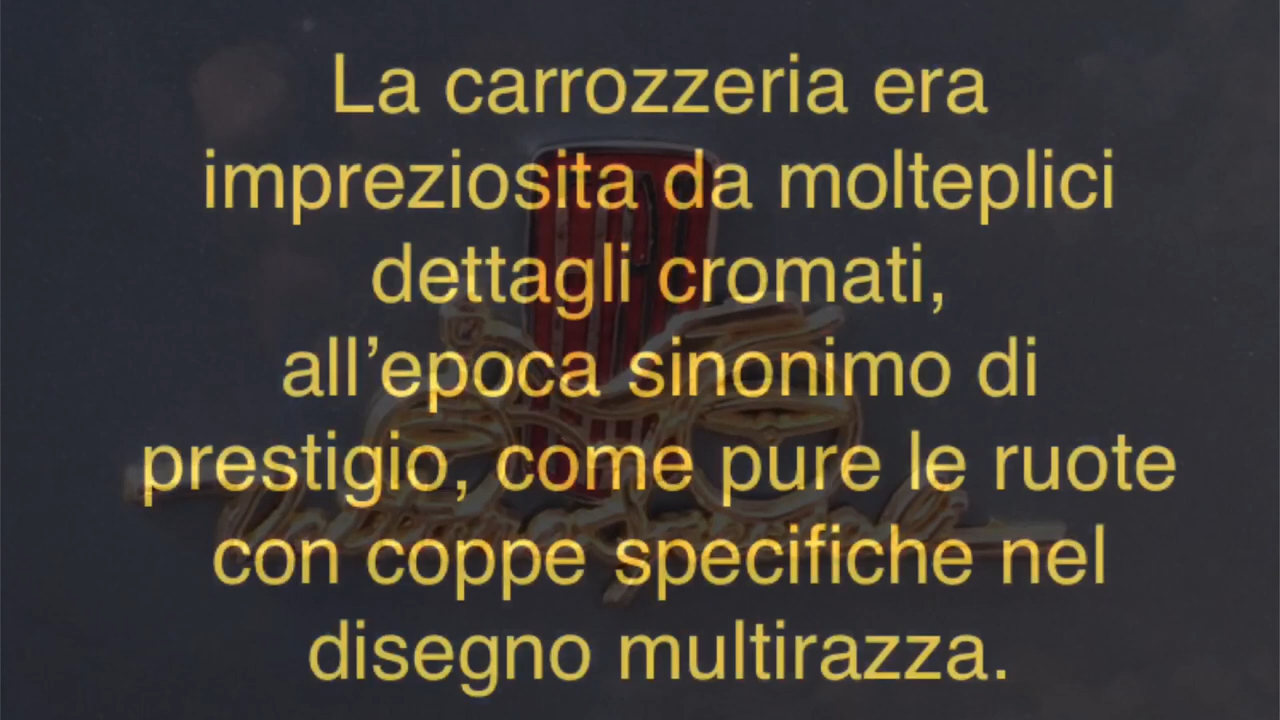 La carrozzeria era
impreziosita da molteplici
dettagli cromati,
all’epoca sinonimo di
prestigio, come pure le ruote
con coppe specifiche nel
disegno multirazza.